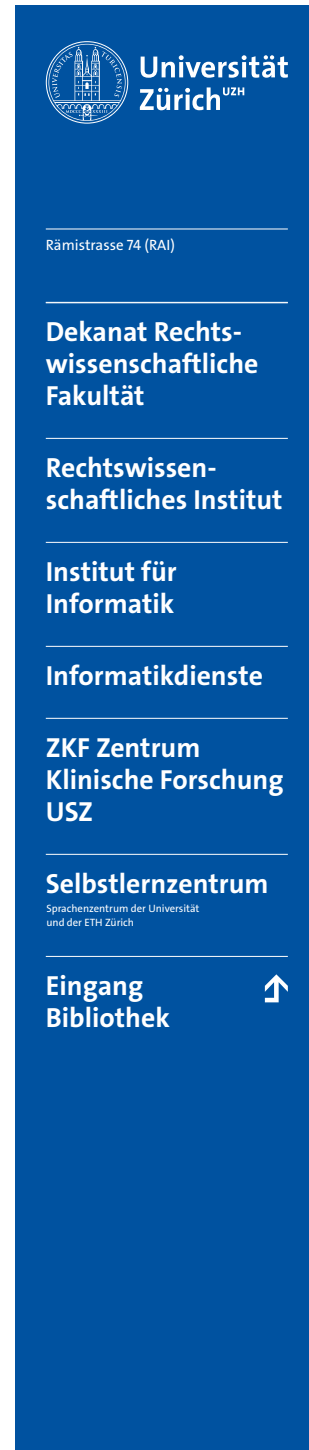 Universität
Zürich UZH
Rämistrasse 74 (RAI)
Dekanat Rechts-
wissenschaftliche
Fakultät
Rechtswissen-
schaftliches Institut
Institut für
Informatik
Informatikdienste
ZKF Zentrum
Klinische Forschung
USZ
Selbstlernzentrum
Sprachenzentrum der Universität
und der ETH Zürich
Eingang
Bibliothek